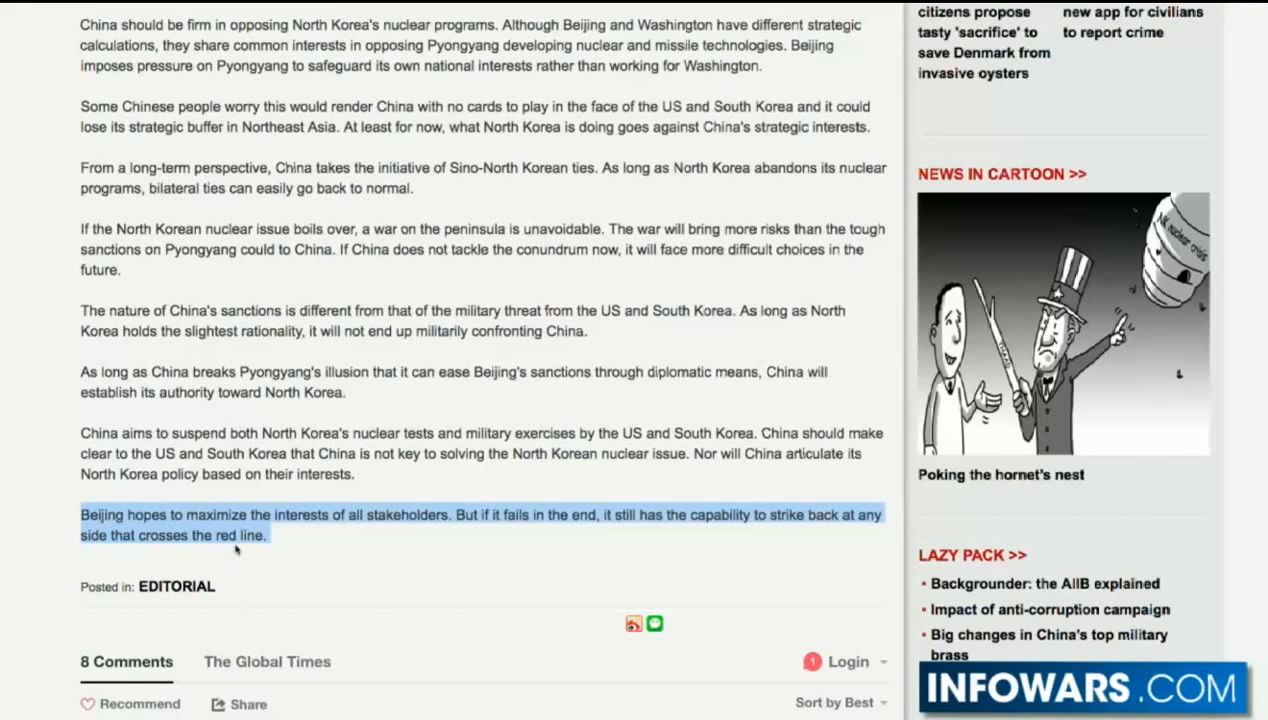 China should be firm in opposing North Korea's nuclear programs. Although Beijing and Washington have different strategic
calculations, they share common interests in opposing Pyongyang developing nuclear and missile technologies. Beijing
imposes pressure on Pyongyang to safeguard its own national interests rather than working for Washington.
Some Chinese people worry this would render China with no cards to play in the face of the US and South Korea and it could
lose its strategic buffer in Northeast Asia. At least for now, what North Korea is doing goes against China's strategic interests.
From a long-term perspective, China takes the initiative of Sino-North Korean ties. As long as North Korea abandons its nuclear
programs, bilateral ties can easily go back to normal.
If the North Korean nuclear issue boils over, a war on the peninsula is unavoidable. The war will bring more risks than the tough
sanctions on Pyongyang could to China. If China does not tackle the conundrum now, it will face more difficult choices in the
future.
The nature of China's sanctions is different from that of the military threat from the US and South Korea. As long as North
Korea holds the slightest rationality, it will not end up militarily confronting China.
As long as China breaks Pyongyang's illusion that it can ease Beijing's sanctions through diplomatic means, China will
establish its authority toward North Korea.
China aims to suspend both North Korea's nuclear tests and military exercises by the US and South Korea. China should make
clear to the US and South Korea that China is not key to solving the North Korean nuclear issue. Nor will China articulate its
North Korea policy based on their interests.
Beijing hopes to maximize the interests of all stakeholders. But if it fails in the end, it still has the capability to strike back at any
side that crosses the red line.
Posted in: EDITORIAL
8 Comments
The Global Times
1
Login
Recommend
Share
Sort by Best
citizens propose
tasty 'sacrifice' to
save Denmark from
invasive oysters
new app for civilians
to report crime
NEWS IN CARTOON >>
nuclear crisis
Poking the hornet's nest
LAZY PACK >>
• Backgrounder: the AIIB explained
• Impact of anti-corruption campaign
• Big changes in China's top military
brass
INFOWARS.COM